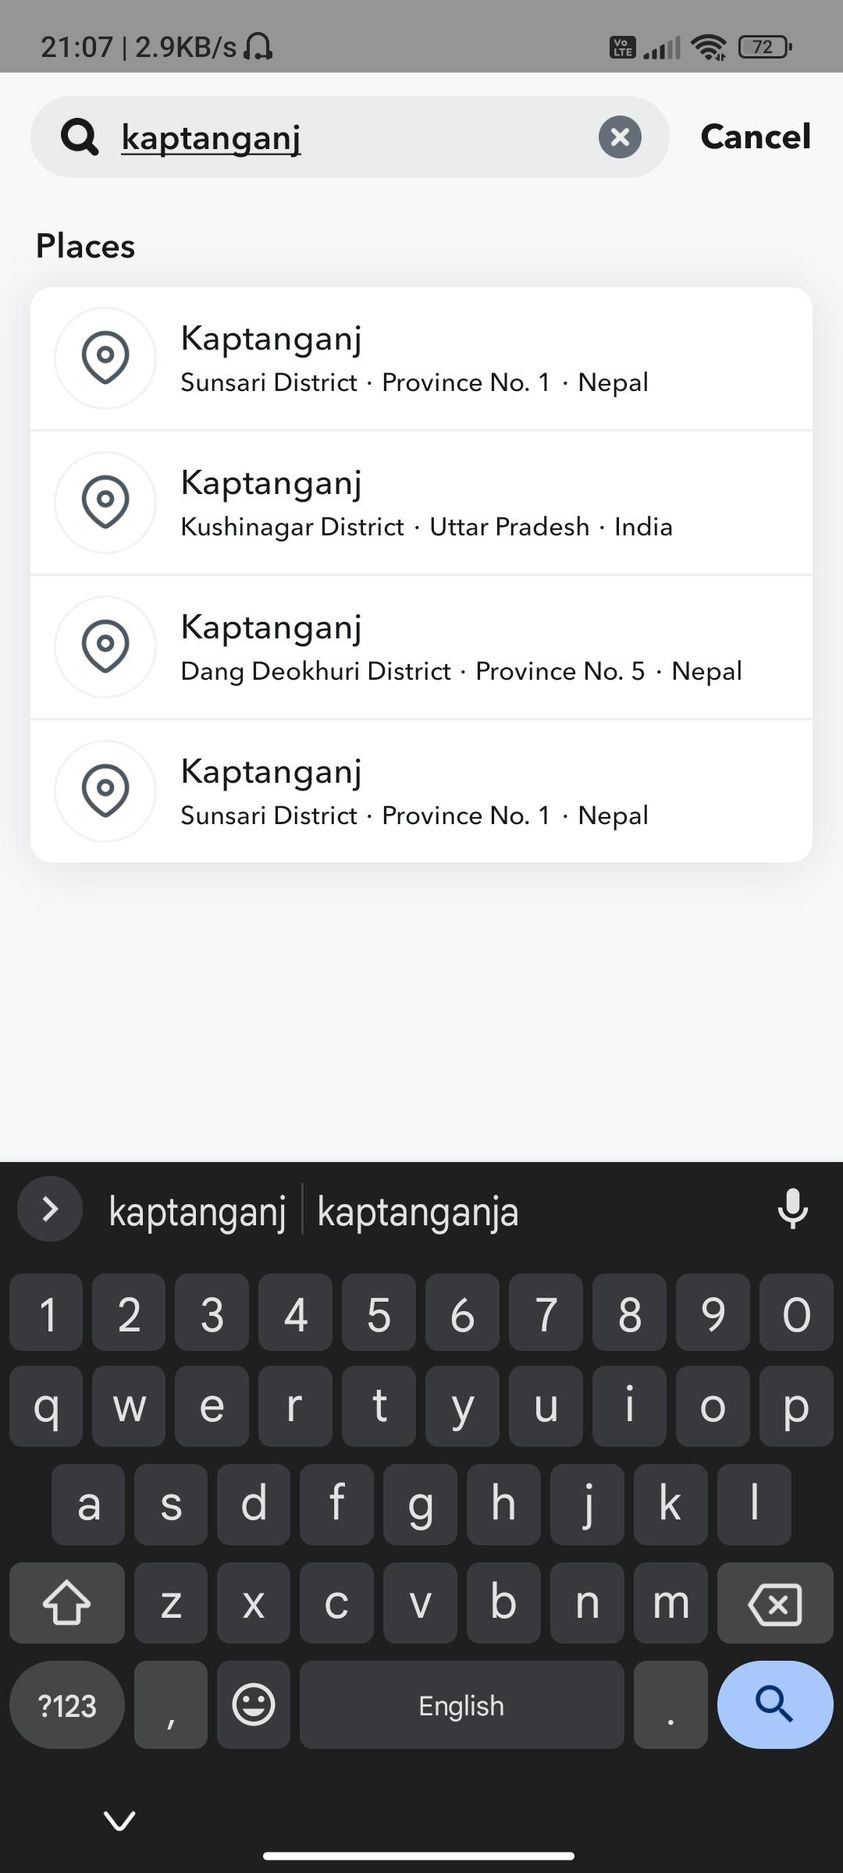 21:07 | 2.9KB/s
Vo LTE
72
kaptanganj
Cancel
Places
Kaptanganj
Sunsari District · Province No. 1 · Nepal
Kaptanganj
Kushinagar District · Uttar Pradesh · India
Kaptanganj
Dang Deokhuri District · Province No. 5 · Nepal
Kaptanganj
Sunsari District · Province No. 1 · Nepal
kaptanganj kaptanganja
1 2 3 4 5 6 7 8 9 0
q w e r t y u i o p
a s d f g h j k l
z x c v b n m
?123 , English .